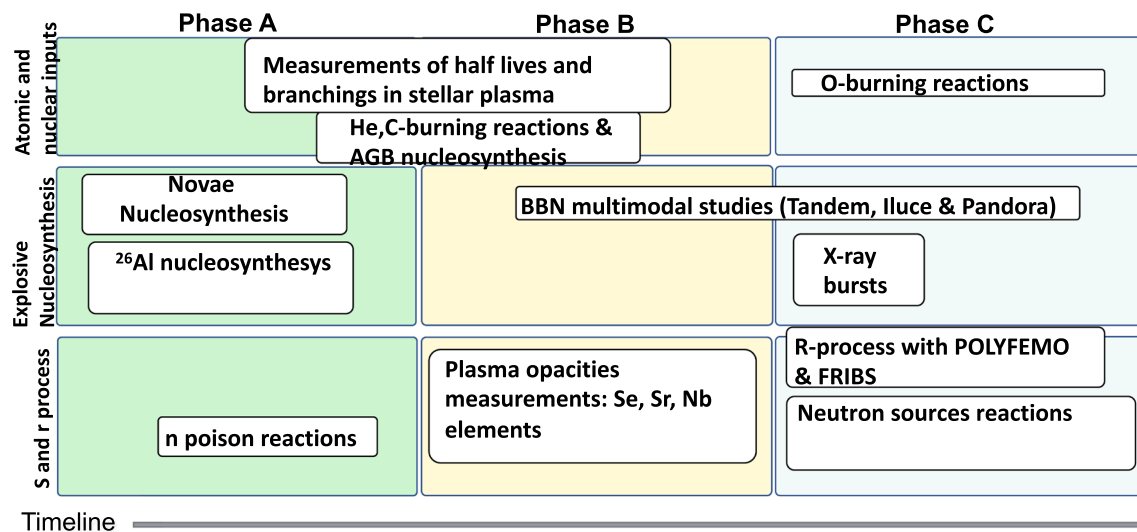 Phase A
Phase B
Phase C
Atomic and
nuclear inputs
Measurements of half lives and
branchings in stellar plasma
He,C-burning reactions &
AGB nucleosynthesis
O-burning reactions
Explosive
Nucleosynthesis
Novae
Nucleosynthesis
²⁶Al nucleosynthesys
BBN multimodal studies (Tandem, Iluce & Pandora)
X-ray
bursts
S and r process
n poison reactions
Plasma opacities
measurements: Se, Sr, Nb
elements
R-process with POLYFEMO
& FRIBS
Neutron sources reactions
Timeline